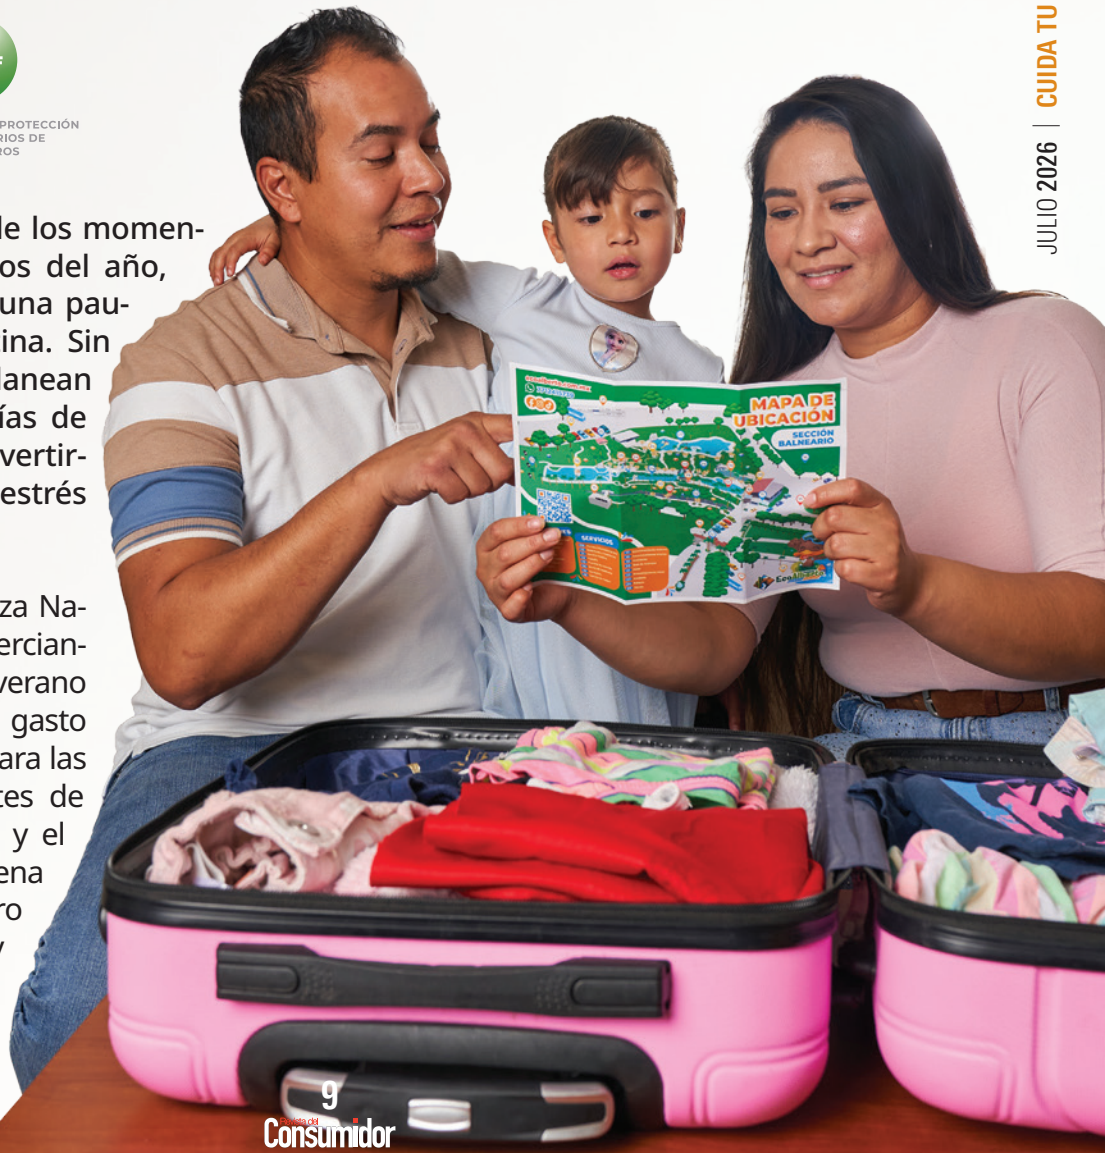 PROTECCIÓN
RIOS DE
ROS
JULIO 2026 | CUIDA TU
de los momen-
os del año,
una pau-
tina. Sin
lanean
ías de
vertir-
estrés
za Na-
ercian-
verano
gasto
ara las
tes de
y el
ena
ro
y
MAPA DE
UBICACIÓN
SECCIÓN
BALNEARIO
SERVICIOS
9
Revista del
Consumidor